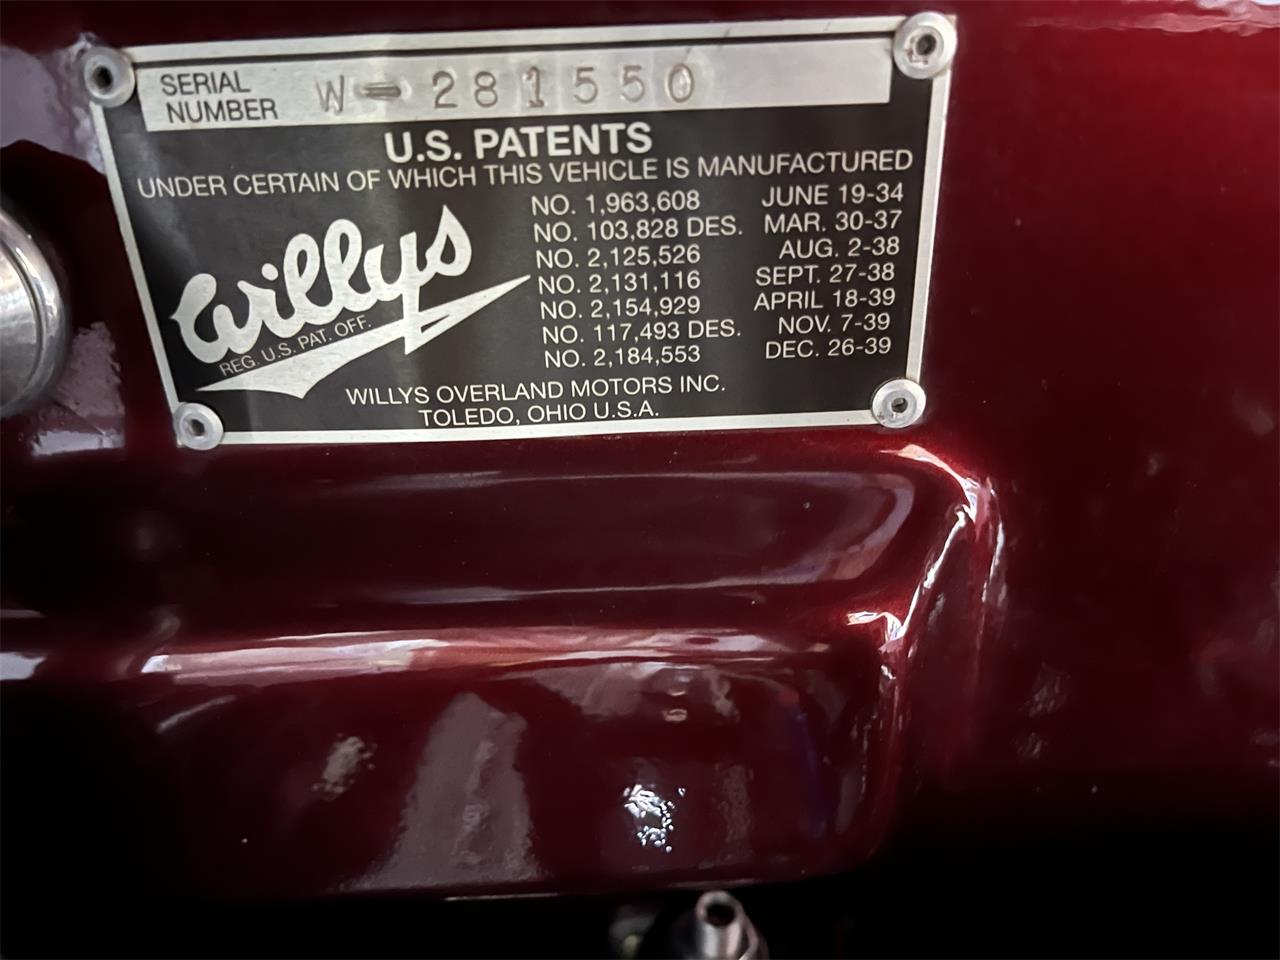 SERIAL NUMBER W-281550
U.S. PATENTS
UNDER CERTAIN OF WHICH THIS VEHICLE IS MANUFACTURED
NO. 1,963,608 JUNE 19-34
NO. 103,828 DES. MAR. 30-37
NO. 2,125,526 AUG. 2-38
NO. 2,131,116 SEPT. 27-38
NO. 2,154,929 APRIL 18-39
NO. 117,493 DES. NOV. 7-39
NO. 2,184,553 DEC. 26-39
Willys
REG. U.S. PAT. OFF.
WILLYS OVERLAND MOTORS INC.
TOLEDO, OHIO U.S.A.